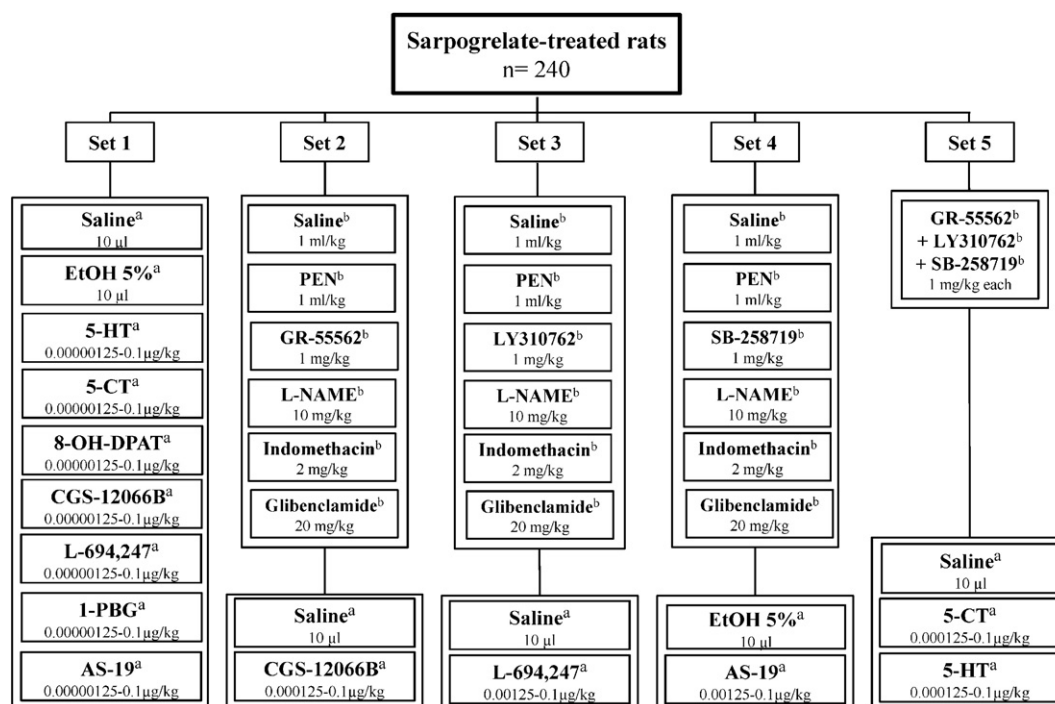 Sarpogrelate-treated rats
n= 240
Set 1
Set 2
Set 3
Set 4
Set 5
Saline^a
10 µl
EtOH 5%^a
10 µl
5-HT^a
0.00000125-0.1µg/kg
5-CT^a
0.00000125-0.1µg/kg
8-OH-DPAT^a
0.00000125-0.1µg/kg
CGS-12066B^a
0.00000125-0.1µg/kg
L-694,247^a
0.00000125-0.1µg/kg
1-PBG^a
0.00000125-0.1µg/kg
AS-19^a
0.00000125-0.1µg/kg
Saline^b
1 ml/kg
PEN^b
1 ml/kg
GR-55562^b
1 mg/kg
L-NAME^b
10 mg/kg
Indomethacin^b
2 mg/kg
Glibenclamide^b
20 mg/kg
Saline^a
10 µl
CGS-12066B^a
0.000125-0.1µg/kg
Saline^b
1 ml/kg
PEN^b
1 ml/kg
LY310762^b
1 mg/kg
L-NAME^b
10 mg/kg
Indomethacin^b
2 mg/kg
Glibenclamide^b
20 mg/kg
Saline^a
10 µl
L-694,247^a
0.00125-0.1µg/kg
Saline^b
1 ml/kg
PEN^b
1 ml/kg
SB-258719^b
1 mg/kg
L-NAME^b
10 mg/kg
Indomethacin^b
2 mg/kg
Glibenclamide^b
20 mg/kg
EtOH 5%^a
10 µl
AS-19^a
0.00125-0.1µg/kg
GR-55562^b
+ LY310762^b
+ SB-258719^b
1 mg/kg each
Saline^a
10 µl
5-CT^a
0.000125-0.1µg/kg
5-HT^a
0.000125-0.1µg/kg